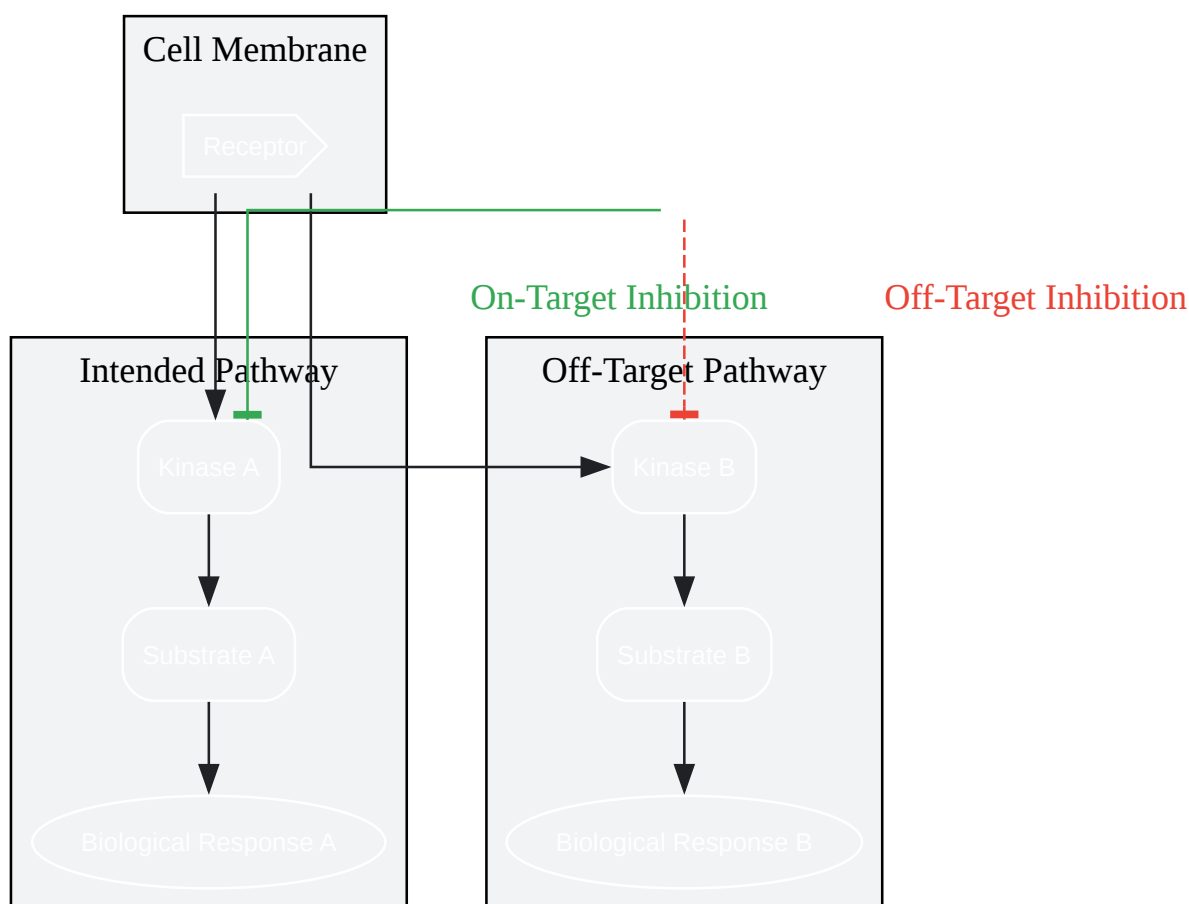 Cell Membrane
Receptor
On-Target Inhibition
Off-Target Inhibition
Intended Pathway
Off-Target Pathway
Kinase A
Kinase B
Substrate A
Substrate B
Biological Response A
Biological Response B